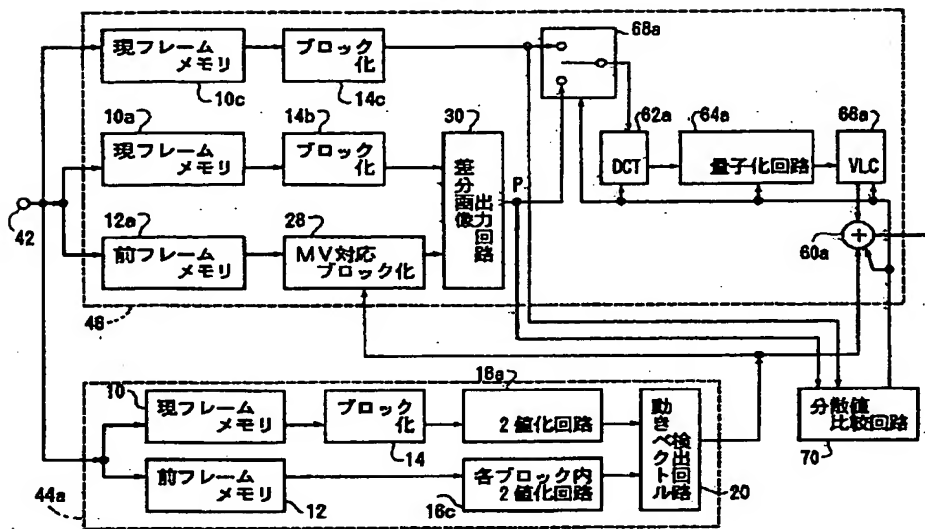 68a
現フレーム
メモリ
ブロック
化
10c
14c
10a
14b
30
62a
64a
66a
現フレーム
メモリ
ブロック
化
差分画像
出力回路
P
DCT
量子化回路
VLC
42
12a
28
前フレーム
メモリ
MV対応
ブロック化
60a
+
46
10
16a
現フレーム
メモリ
ブロック
化
2値化回路
動きベクトル
検出回路
分散値
比較回路
14
70
前フレーム
メモリ
各ブロック内
2値化回路
44a
12
16c
20